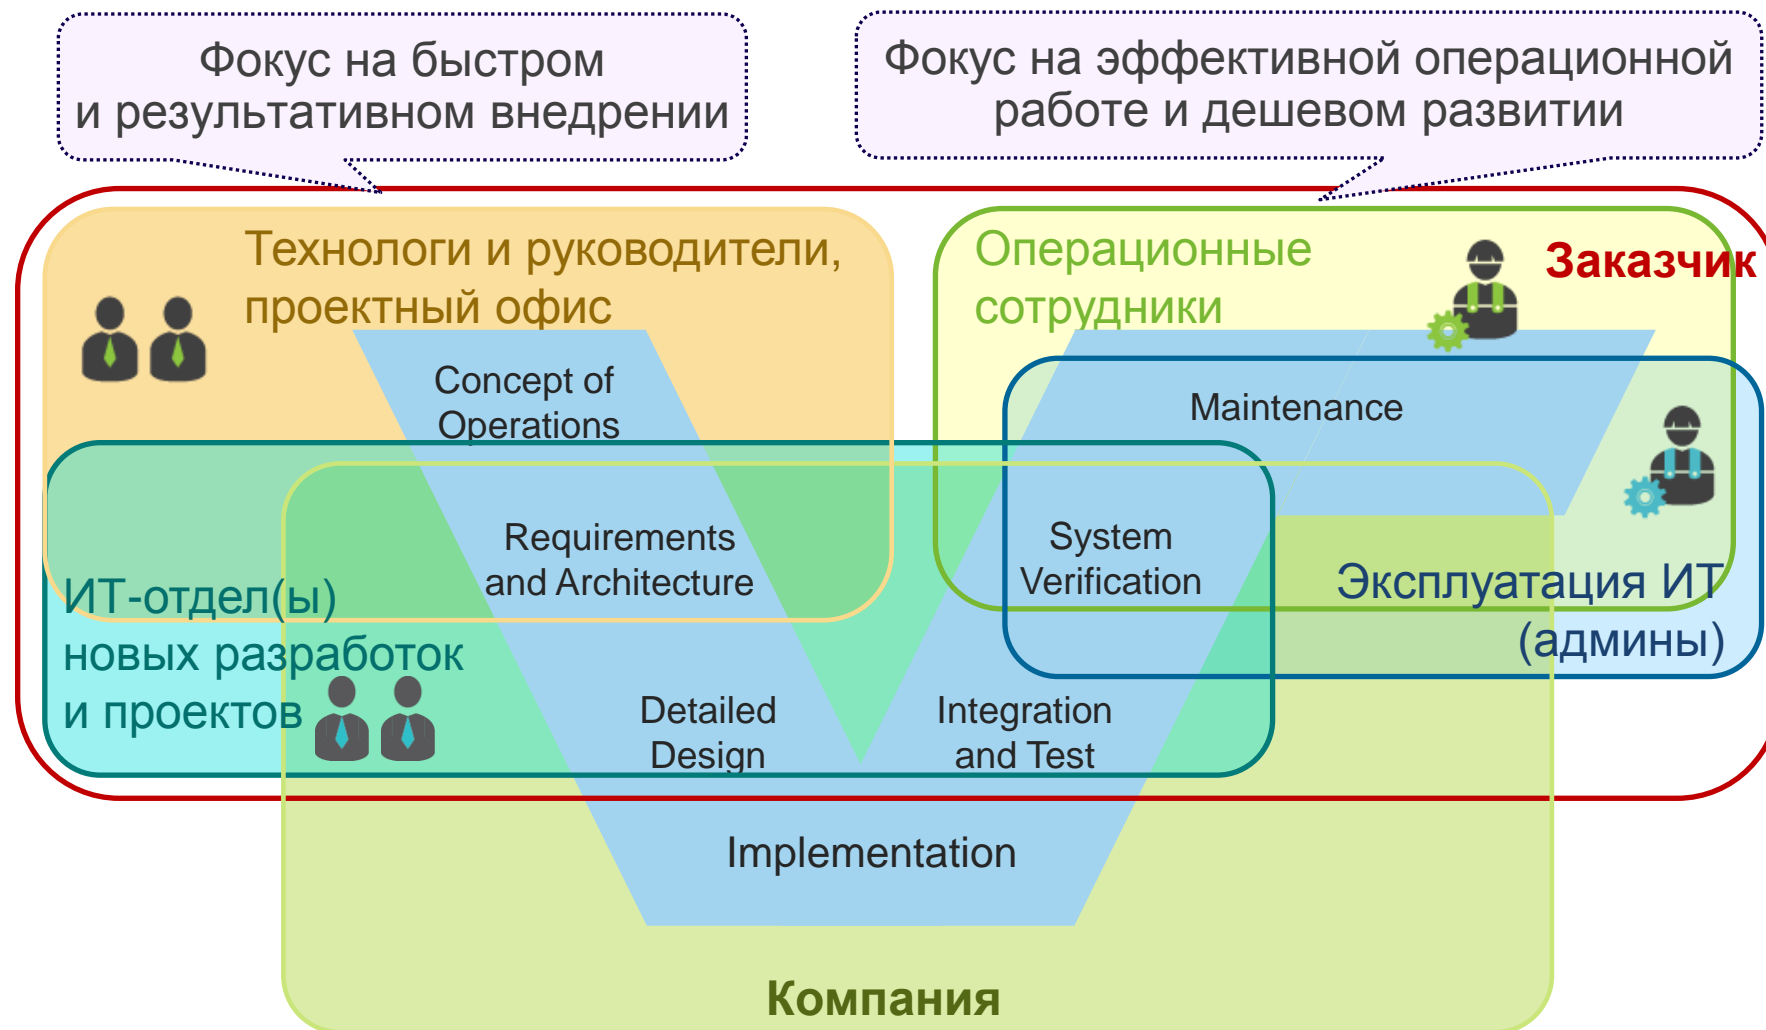 Фокус на быстром
и результативном внедрении
Фокус на эффективной операционной
работе и дешевом развитии
Технологи и руководители,
проектный офис
Операционные
сотрудники
Заказчик
Concept of
Operations
Maintenance
Requirements
and Architecture
System
Verification
ИТ-отдел(ы)
новых разработок
и проектов
Эксплуатация ИТ
(админы)
Detailed
Design
Integration
and Test
Implementation
Компания